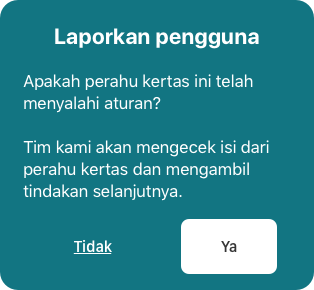 Laporkan pengguna
Apakah perahu kertas ini telah
menyalahi aturan?
Tim kami akan mengecek isi dari
perahu kertas dan mengambil
tindakan selanjutnya.
Tidak
Ya